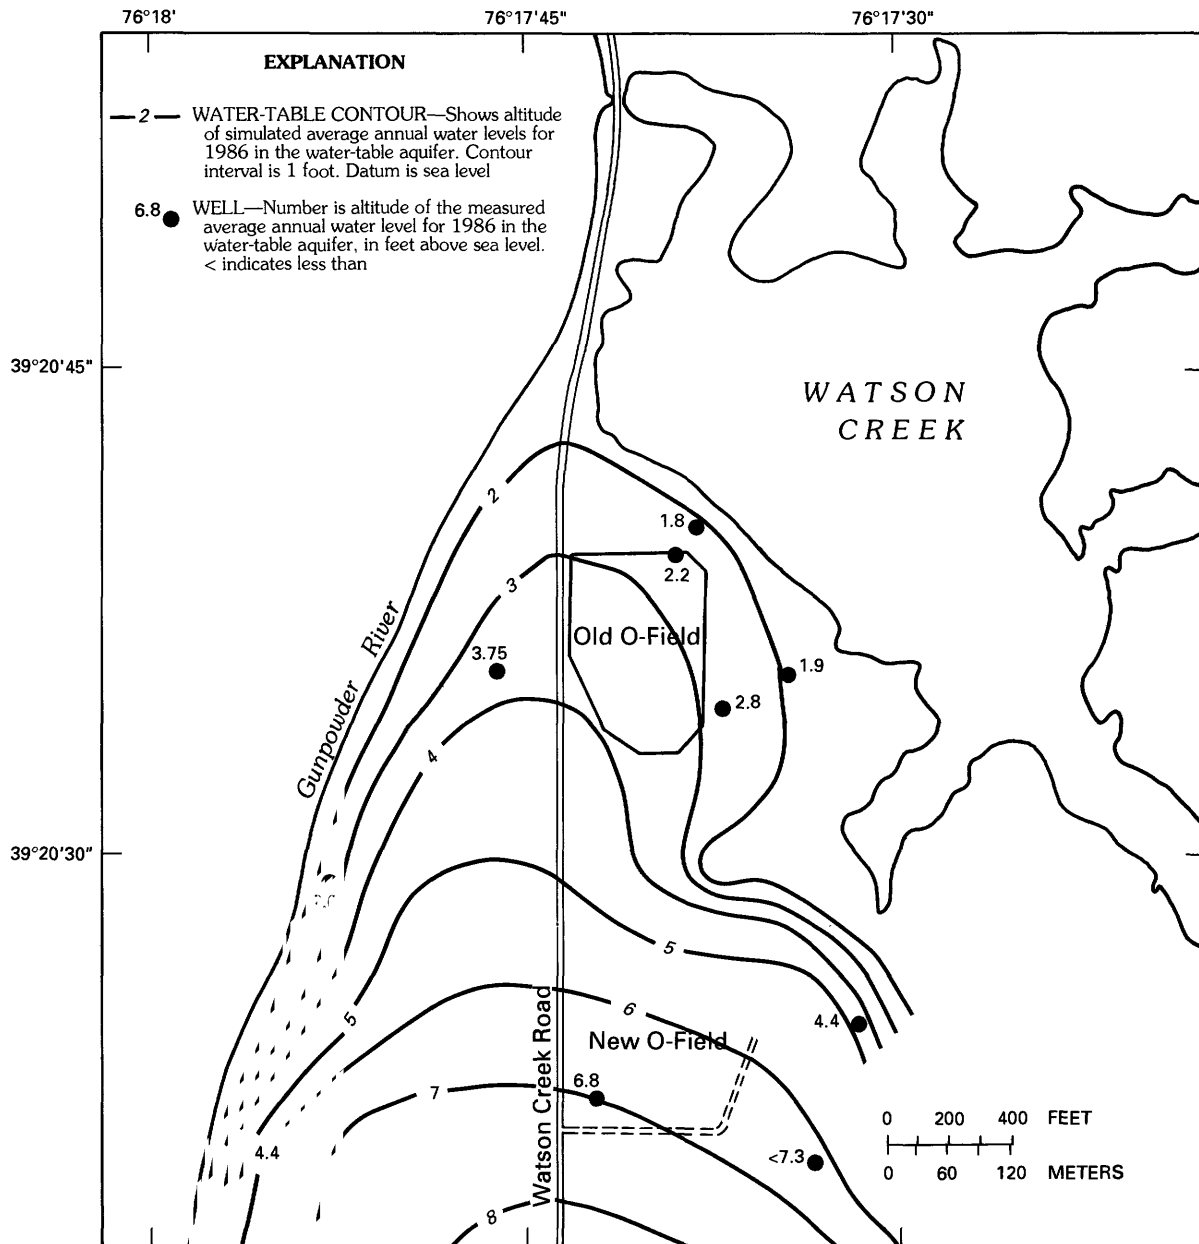 76°18' 76°17'45" 76°17'30"
EXPLANATION
—2— WATER-TABLE CONTOUR—Shows altitude
of simulated average annual water levels for
1986 in the water-table aquifer. Contour
interval is 1 foot. Datum is sea level
6.8 WELL—Number is altitude of the measured
average annual water level for 1986 in the
water-table aquifer, in feet above sea level.
< indicates less than
39°20'45"
WATSON
CREEK
2
1.8
2.2
3
Old O-Field
3.75
1.9
2.8
Gunpowder River
4
39°20'30"
5
5
6
4.4
New O-Field
6.8
7
Watson Creek Road
4.4
<7.3
8
0 200 400 FEET
0 60 120 METERS